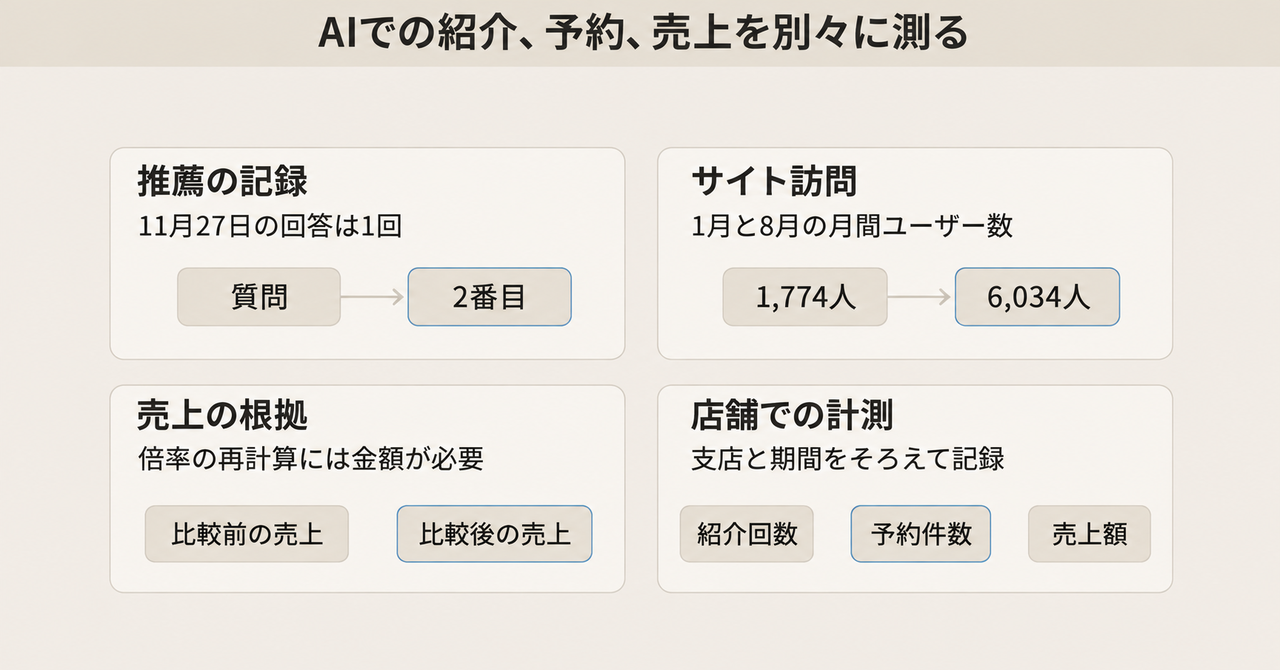 AIでの紹介、予約、売上を別々に測る
推薦の記録
11月27日の回答は1回
質問
2番目
サイト訪問
1月と8月の月間ユーザー数
1,774人
6,034人
売上の根拠
倍率の再計算には金額が必要
比較前の売上
比較後の売上
店舗での計測
支店と期間をそろえて記録
紹介回数
予約件数
売上額